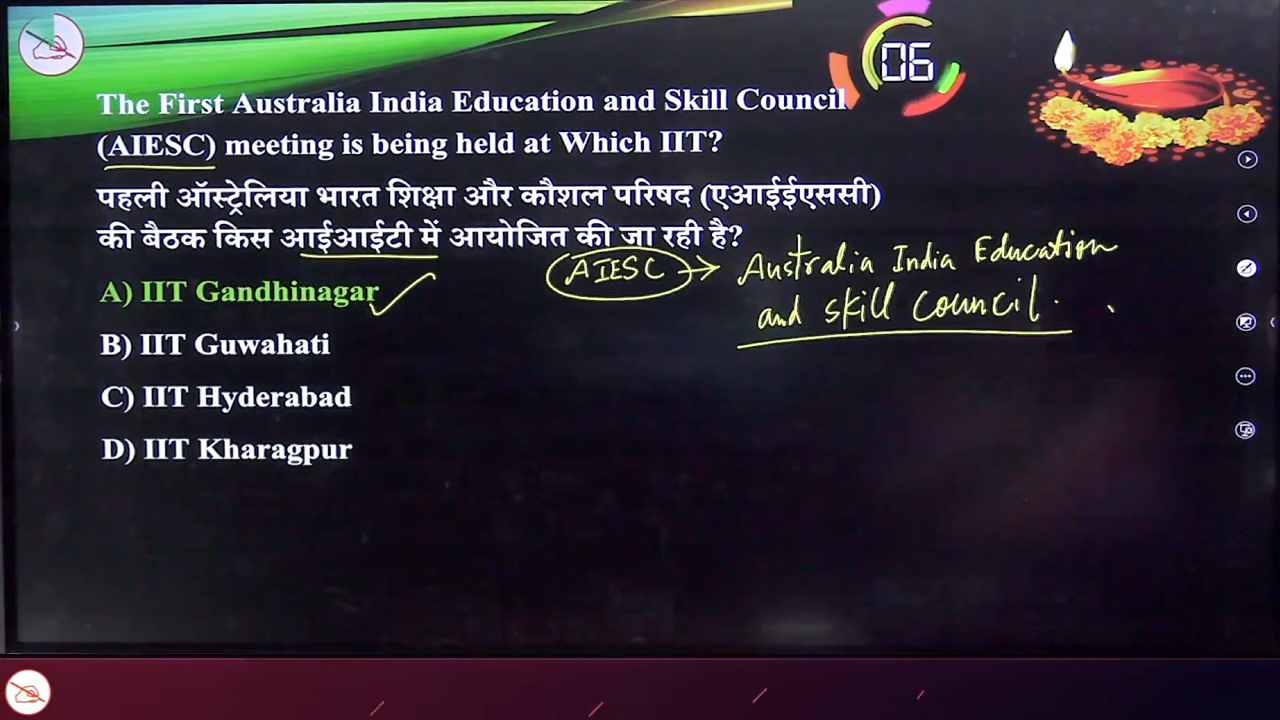 06
The First Australia India Education and Skill Council
(AIESC) meeting is being held at Which IIT?
पहली ऑस्ट्रेलिया भारत शिक्षा और कौशल परिषद (एआईईएससी)
की बैठक किस आईआईटी में आयोजित की जा रही है?
AIESC → Australia India Education
and skill council.
A) IIT Gandhinagar
B) IIT Guwahati
C) IIT Hyderabad
D) IIT Kharagpur